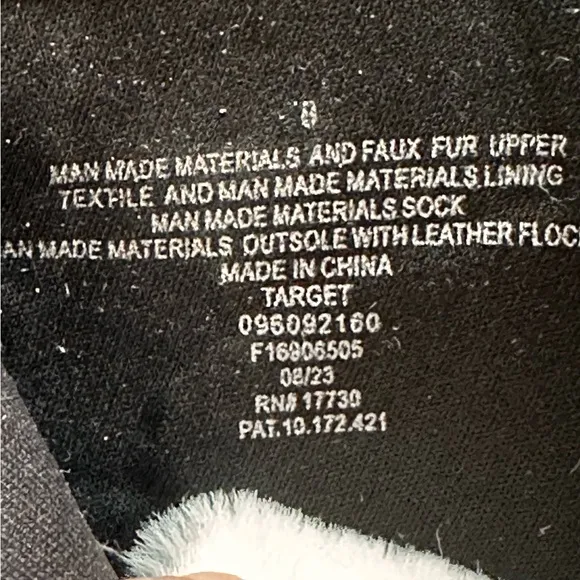 8
MAN MADE MATERIALS AND FAUX FUR UPPER
TEXTILE AND MAN MADE MATERIALS LINING
MAN MADE MATERIALS SOCK
AN MADE MATERIALS OUTSOLE WITH LEATHER FLOC
MADE IN CHINA
TARGET
096092160
F16906505
08/23
RN# 17730
PAT.10.172.421